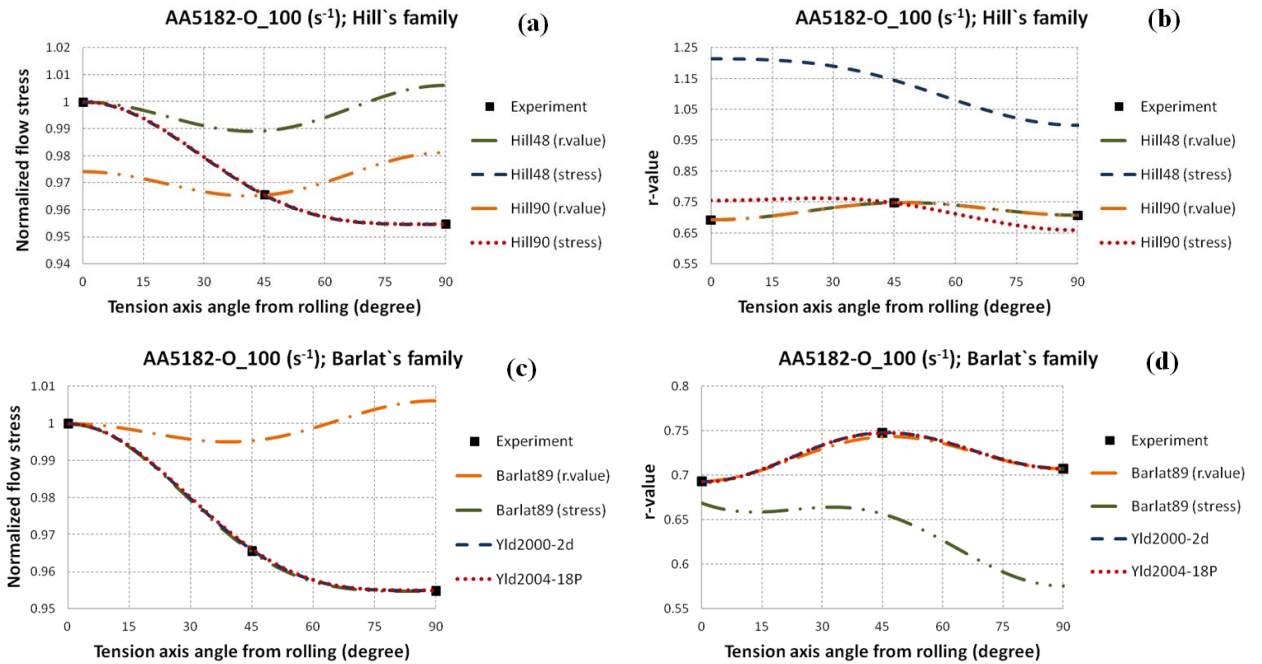 AA5182-O_100 (s-1); Hill`s family
(a)
Normalized flow stress
1.02
1.01
1
0.99
0.98
0.97
0.96
0.95
0.94
0 15 30 45 60 75 90
Tension axis angle from rolling (degree)
Experiment
Hill48 (r.value)
Hill48 (stress)
Hill90 (r.value)
Hill90 (stress)
AA5182-O_100 (s-1); Hill`s family
(b)
r-value
1.25
1.15
1.05
0.95
0.85
0.75
0.65
0.55
0 15 30 45 60 75 90
Tension axis angle from rolling (degree)
Experiment
Hill48 (r.value)
Hill48 (stress)
Hill90 (r.value)
Hill90 (stress)
AA5182-O_100 (s-1); Barlat`s family
(c)
Normalized flow stress
1.01
1
0.99
0.98
0.97
0.96
0.95
0 15 30 45 60 75 90
Tension axis angle from rolling (degree)
Experiment
Barlat89 (r.value)
Barlat89 (stress)
Yld2000-2d
Yld2004-18P
AA5182-O_100 (s-1); Barlat`s family
(d)
r-value
0.8
0.75
0.7
0.65
0.6
0.55
0 15 30 45 60 75 90
Tension axis angle from rolling (degree)
Experiment
Barlat89 (r.value)
Barlat89 (stress)
Yld2000-2d
Yld2004-18P